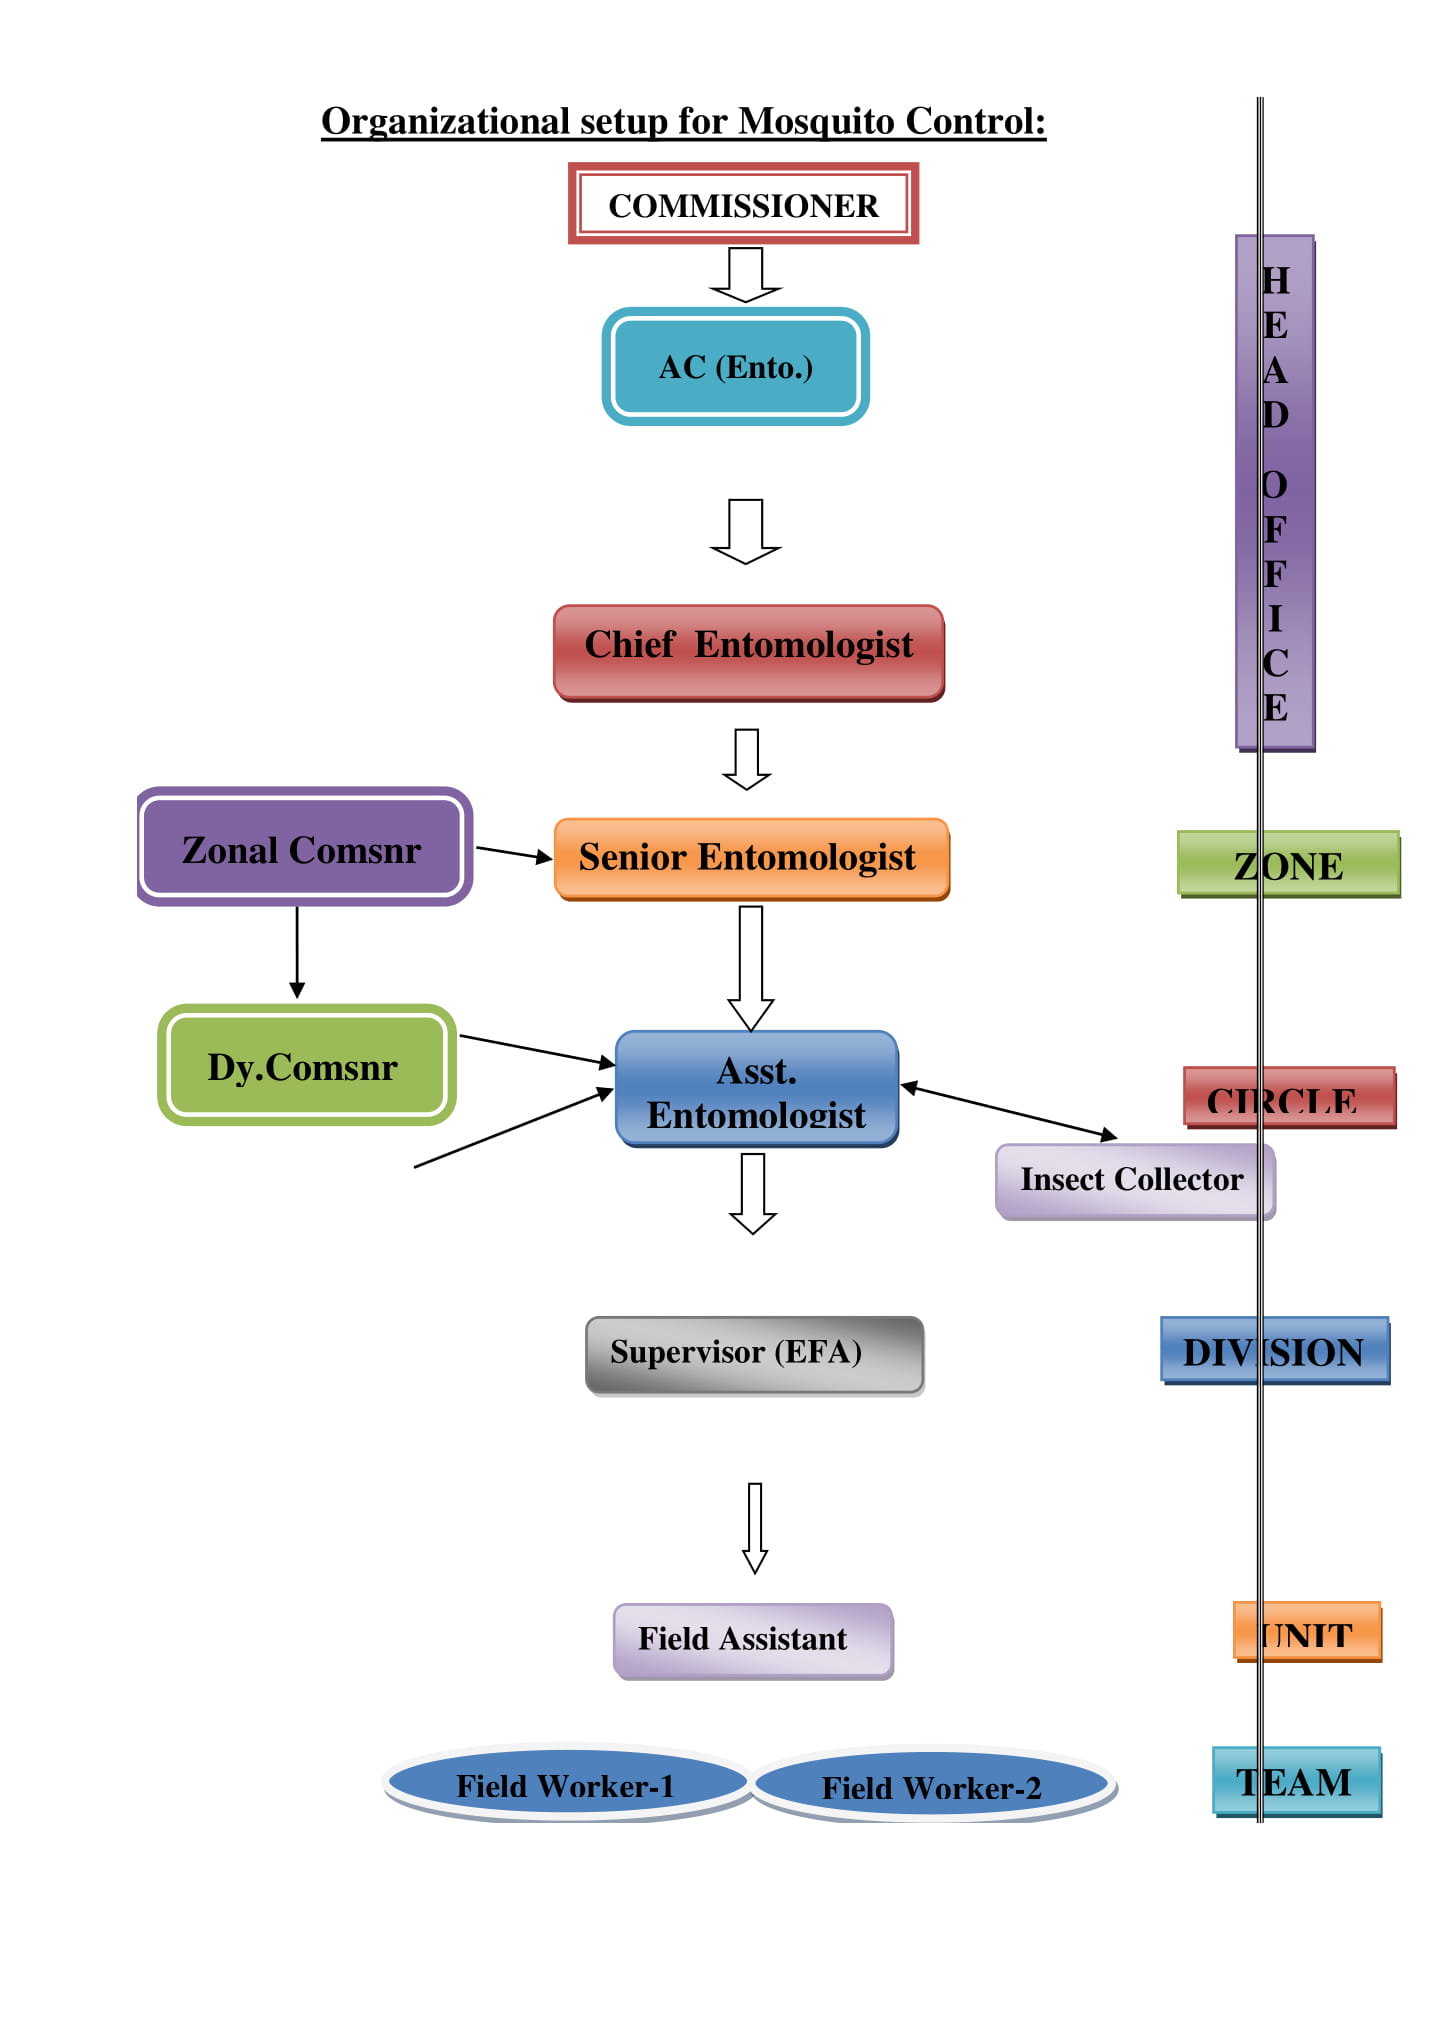 Organizational setup for Mosquito Control:
COMMISSIONER
AC (Ento.)
HEAD OFFICE
Chief Entomologist
Zonal Comsnr
Senior Entomologist
ZONE
Dy.Comsnr
Asst.
Entomologist
CIRCLE
Insect Collector
Supervisor (EFA)
DIVISION
Field Assistant
UNIT
Field Worker-1
Field Worker-2
TEAM